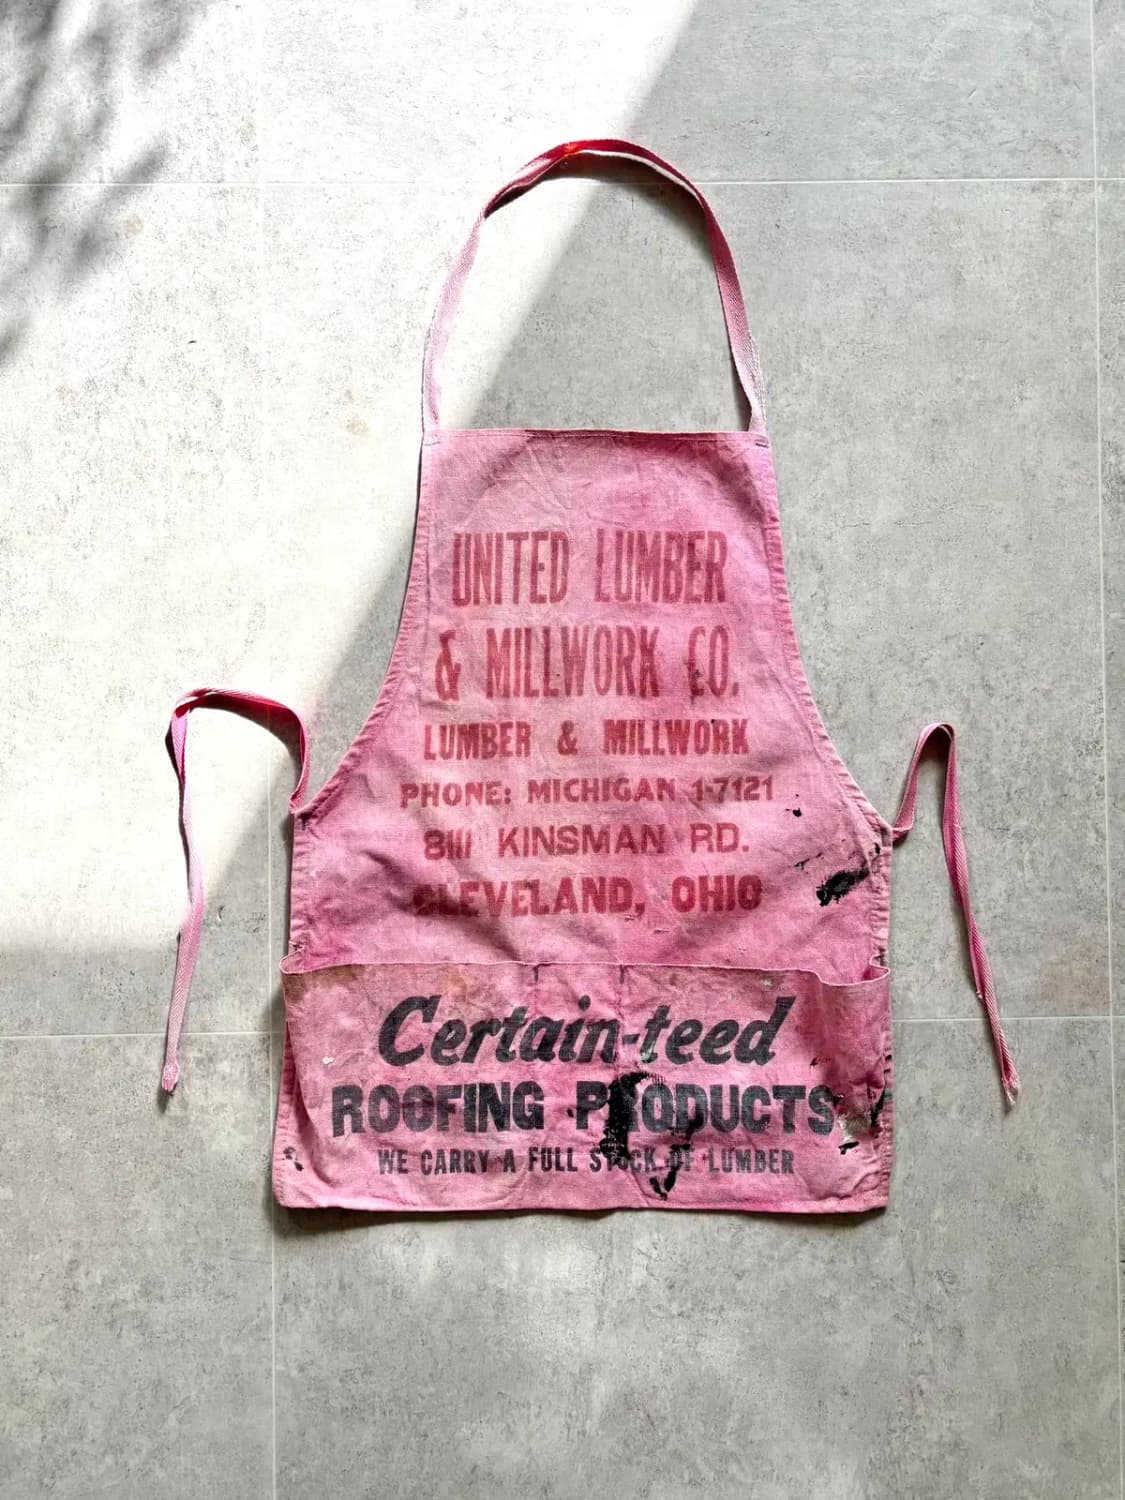 UNITED LUMBER
& MILLWORK CO.
LUMBER & MILLWORK
PHONE: MICHIGAN 1-7121
8111 KINSMAN RD.
CLEVELAND, OHIO
Certain-teed
ROOFING PRODUCTS
WE CARRY A FULL STOCK OF LUMBER